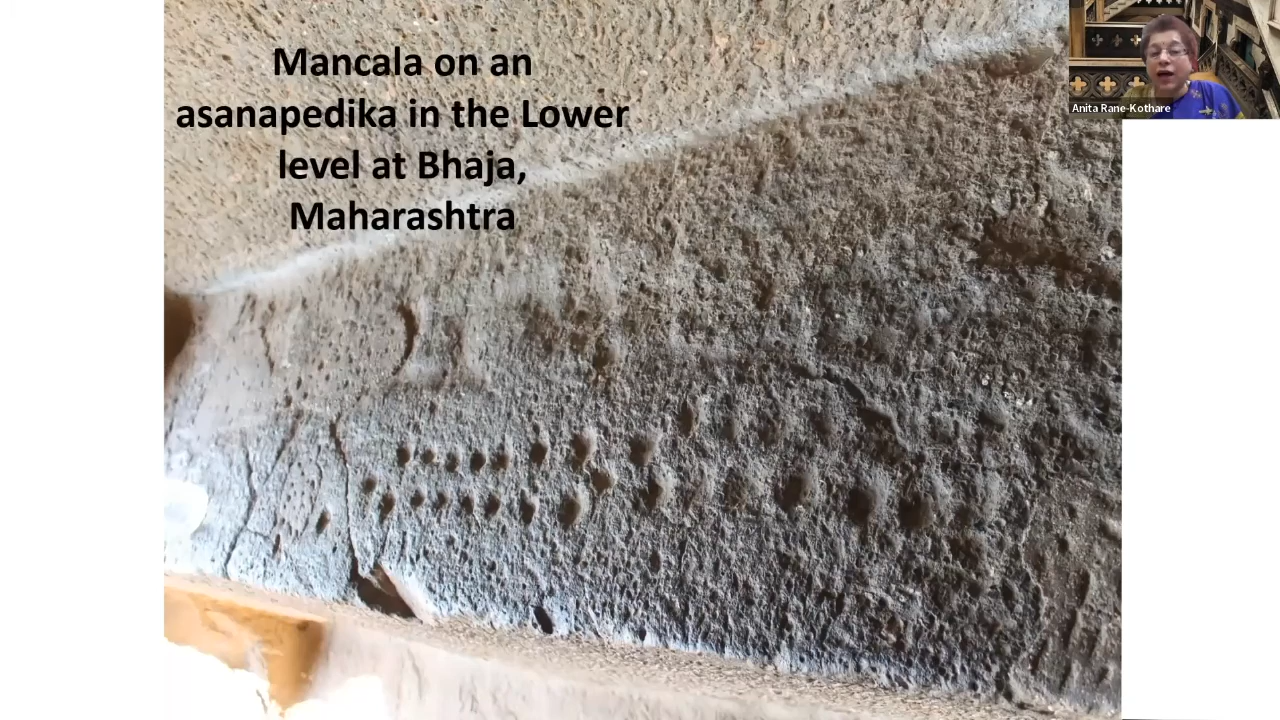 Mancala on an
asanapedika in the Lower
level at Bhaja,
Maharashtra
Anita Rane-Kothare